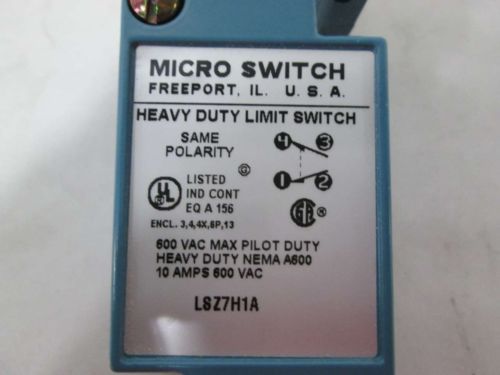 MICRO SWITCH
FREEPORT, IL. U.S.A.
HEAVY DUTY LIMIT SWITCH
SAME
POLARITY
4 3
1 2
G
UL
LISTED
IND CONT
EQ A 156
SA ®
ENCL. 3,4,4X,6P,13
600 VAC MAX PILOT DUTY
HEAVY DUTY NEMA A600
10 AMPS 600 VAC
LSZ7H1A